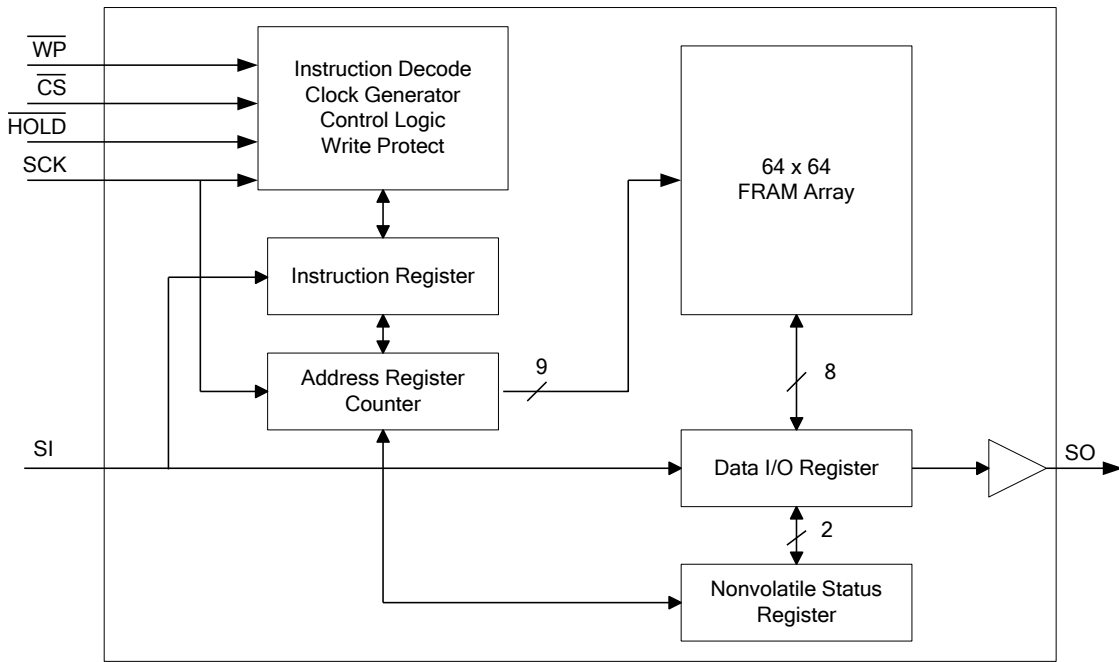 WP
CS
HOLD
SCK
Instruction Decode
Clock Generator
Control Logic
Write Protect
64 x 64
FRAM Array
Instruction Register
Address Register
Counter
9
8
SI
Data I/O Register
SO
2
Nonvolatile Status
Register